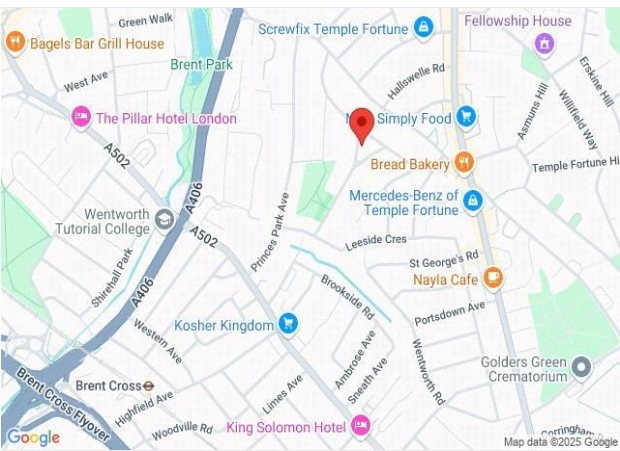 Green Walk
Screwfix Temple Fortune
Fellowship House
Bagels Bar Grill House
Brent Park
Hallswelle Rd
Erskine Hill
West Ave
Willifield Way
Asmuns Hill
The Pillar Hotel London
Simply Food
A502
Bread Bakery
Temple Fortune Hi
A406
Mercedes-Benz of
Temple Fortune
Wentworth
Tutorial College
Princes Park Ave
A502
Leeside Cres
St George's Rd
Shirehall Park
Nayla Cafe
A406
Brookside Rd
Portsdown Ave
Kosher Kingdom
Western Ave
Wentworth Rd
Ambrose Ave
Sneath Ave
Golders Green
Crematorium
Brent Cross
Brent Cross Flyover
Highfield Ave
Limes Ave
Woodville Rd
King Solomon Hotel
Google
Map data ©2025 Google